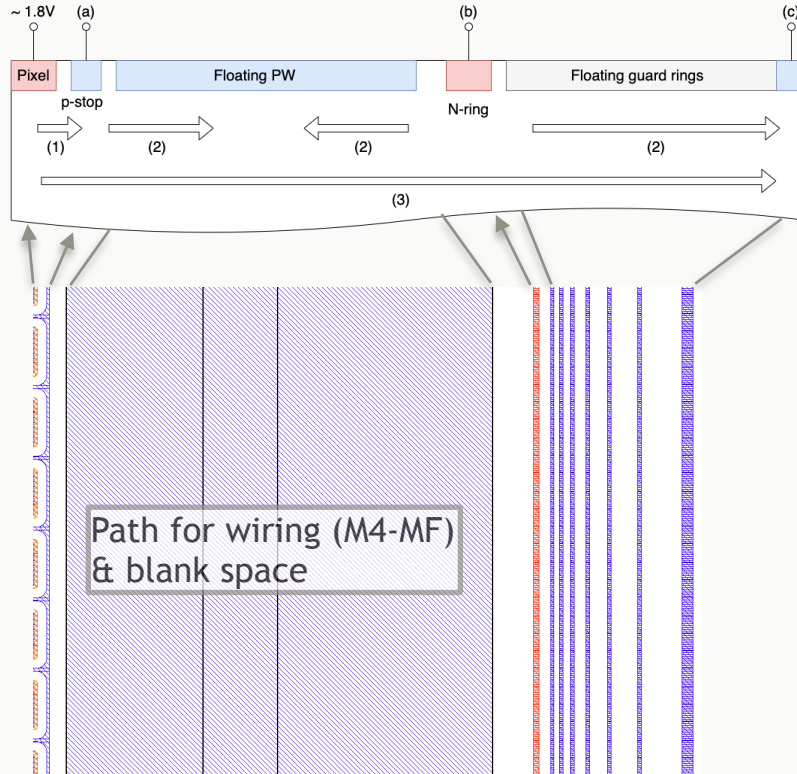 ~ 1.8V (a) (b) (c)
Pixel Floating PW Floating guard rings
p-stop N-ring
(1) (2) (2) (2)
(3)
Path for wiring (M4-MF)
& blank space